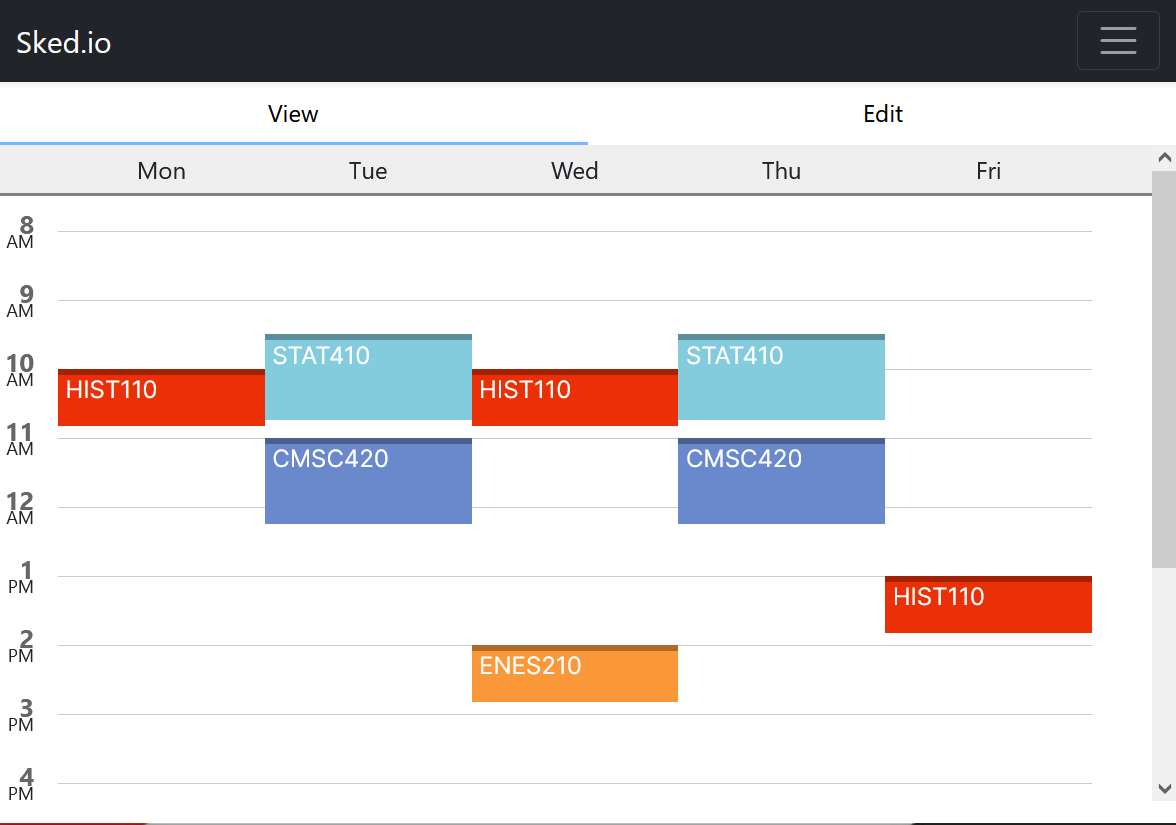 Sked.io
View Edit
Mon Tue Wed Thu Fri
8
AM
9
AM
STAT410 STAT410
10
AM
HIST110 HIST110
11
AM
CMSC420 CMSC420
12
AM
1
PM
HIST110
2
PM
ENES210
3
PM
4
PM